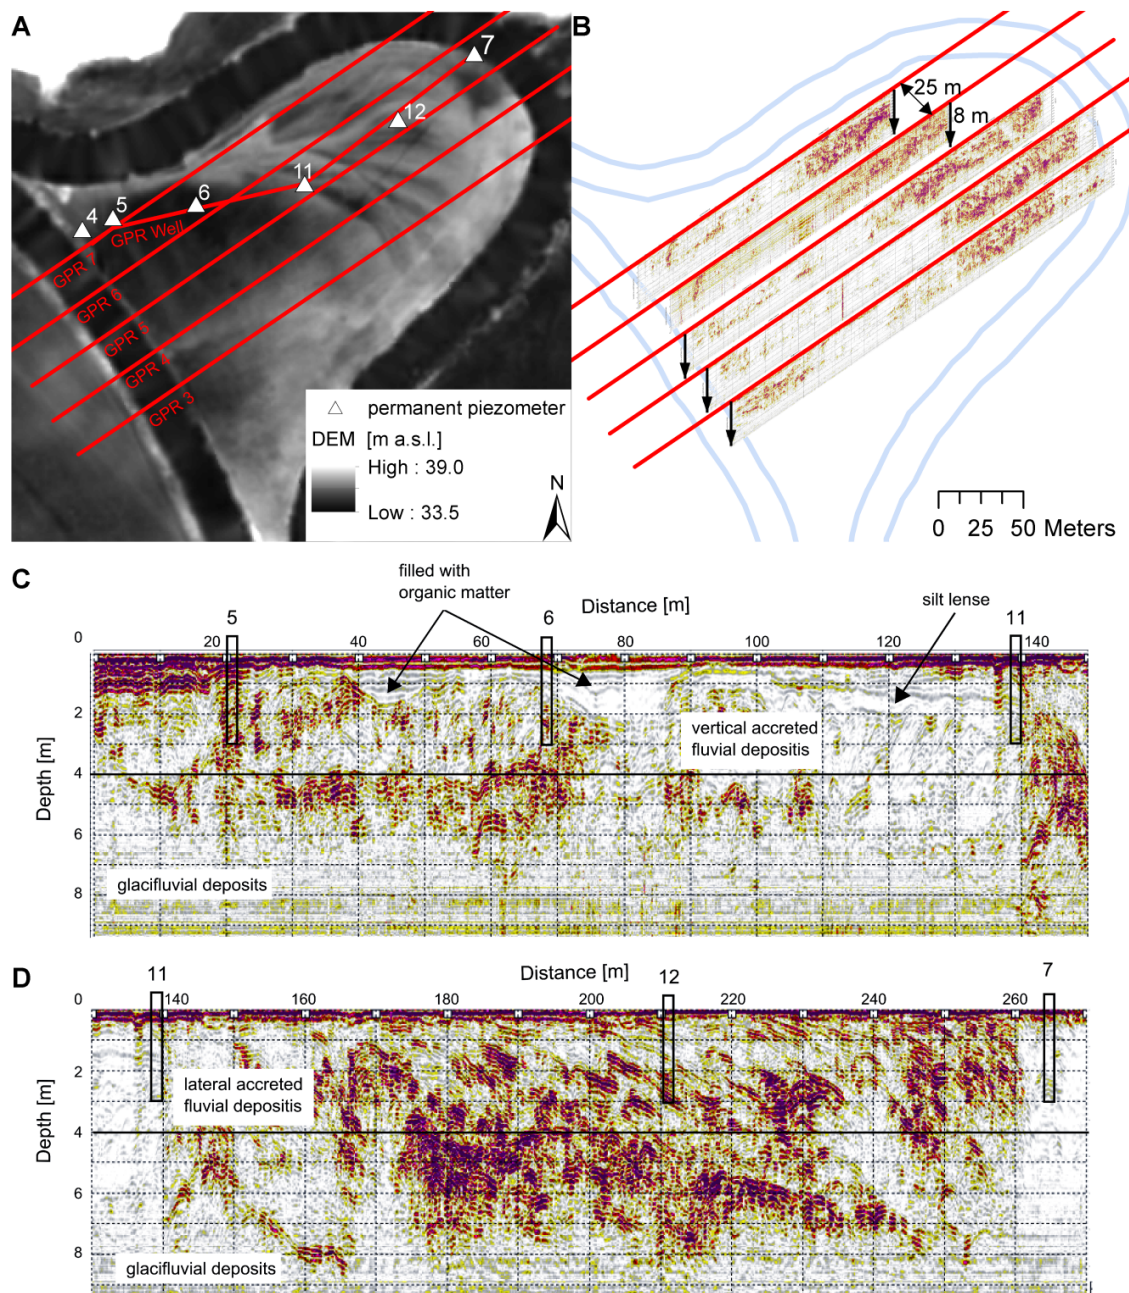 A
7
12
11
6
5
4
GPR Well
GPR 7
GPR 6
GPR 5
GPR 4
GPR 3
permanent piezometer
DEM [m a.s.l.]
High : 39.0
Low : 33.5
N
B
25 m
8 m
0 25 50 Meters
C
filled with
organic matter
Distance [m]
silt lense
5
6
11
0 20 40 60 80 100 120 140
2
4
6
8
Depth [m]
vertical accreted
fluvial depositis
glacifluvial deposits
D
Distance [m]
11
12
7
0 140 160 180 200 220 240 260
2
4
6
8
Depth [m]
lateral accreted
fluvial depositis
glacifluvial deposits